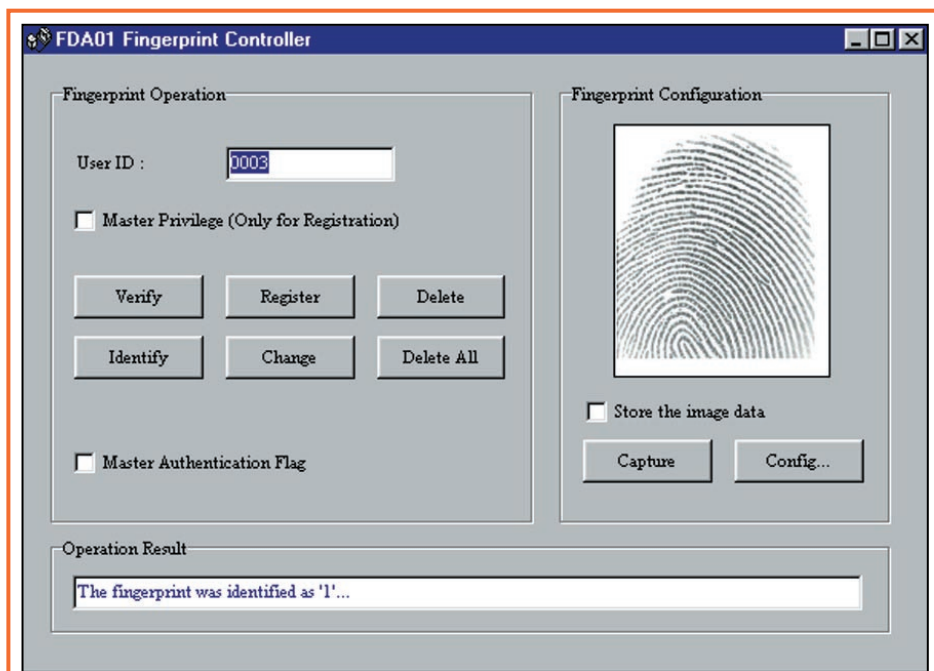 FDA01 Fingerprint Controller
Fingerprint Operation
User ID :
0003
Master Privilege (Only for Registration)
Verify
Register
Delete
Identify
Change
Delete All
Master Authentication Flag
Fingerprint Configuration
Store the image data
Capture
Config...
Operation Result
The fingerprint was identified as '1'...